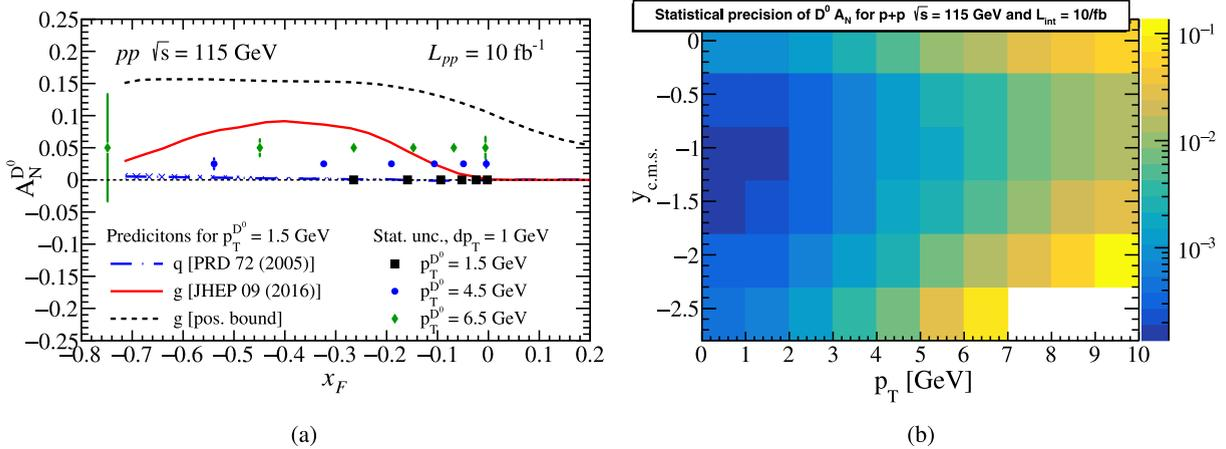 pp √s = 115 GeV
L_pp = 10 fb^-1
0.25
0.2
0.15
0.1
0.05
0
−0.05
−0.1
−0.15
−0.2
−0.25
A_N^{D^0}
Predicitons for p_T^{D^0} = 1.5 GeV
q [PRD 72 (2005)]
g [JHEP 09 (2016)]
g [pos. bound]
Stat. unc., dp_T = 1 GeV
p_T^{D^0} = 1.5 GeV
p_T^{D^0} = 4.5 GeV
p_T^{D^0} = 6.5 GeV
−0.8 −0.7 −0.6 −0.5 −0.4 −0.3 −0.2 −0.1 0 0.1 0.2
x_F
(a)
Statistical precision of D^0 A_N for p+p √s = 115 GeV and L_int = 10/fb
0
−0.5
−1
−1.5
−2
−2.5
y_c.m.s.
0 1 2 3 4 5 6 7 8 9 10
p_T [GeV]
10^-1
10^-2
10^-3
(b)